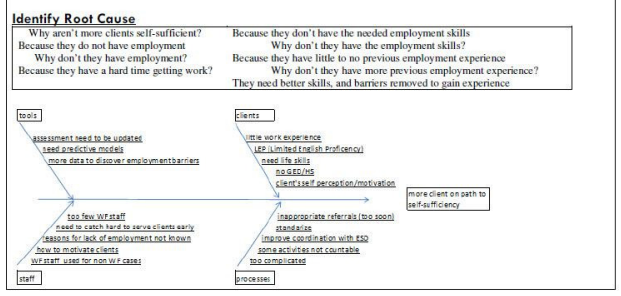 Identify Root Cause
Why aren't more clients self-sufficient?
Because they do not have employment
Why don't they have employment?
Because they have a hard time getting work?
Because they don't have the needed employment skills
Why don't they have the employment skills?
Because they have little to no previous employment experience
Why don't they have more previous employment experience?
They need better skills, and barriers removed to gain experience
tools
assessment need to be updated
need predictive models
more data to discover employment barriers
clients
little work experience
LEP (Limited English Proficency)
need life skills
no GED/HS
client's self perception/motivation
more client on path to
self-sufficiency
too few WF staff
need to catch hard to serve clients early
reasons for lack of employment not known
how to motivate clients
WF staff used for non WF cases
staff
inappropriate referrals (too soon)
standarize
improve coordination with ESD
some activities not countable
too complicated
processes